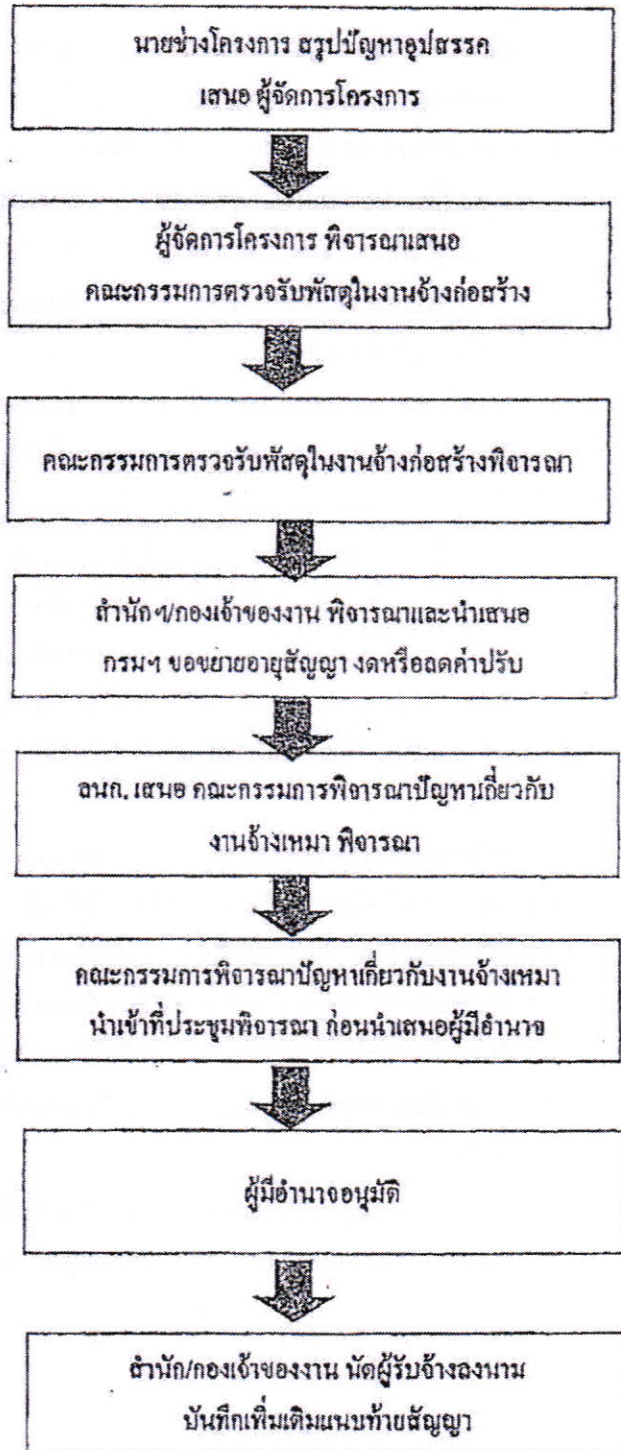 นายช่างโครงการ สรุปปัญหาอุปสรรค
เสนอ ผู้จัดการโครงการ
ผู้จัดการโครงการ พิจารณาเสนอ
คณะกรรมการตรวจรับพัสดุในงานจ้างก่อสร้าง
คณะกรรมการตรวจรับพัสดุในงานจ้างก่อสร้างพิจารณา
สำนักฯ/กองเจ้าของงาน พิจารณาและนำเสนอ
กรมฯ ขอขยายอายุสัญญา งดหรือลดค่าปรับ
ลนก. เสนอ คณะกรรมการพิจารณาปัญหาเกี่ยวกับ
งานจ้างเหมา พิจารณา
คณะกรรมการพิจารณาปัญหาเกี่ยวกับงานจ้างเหมา
นำเข้าที่ประชุมพิจารณา ก่อนนำเสนอผู้มีอำนาจ
ผู้มีอำนาจอนุมัติ
สำนัก/กองเจ้าของงาน นัดผู้รับจ้างลงนาม
บันทึกเพิ่มเติมแนบท้ายสัญญา